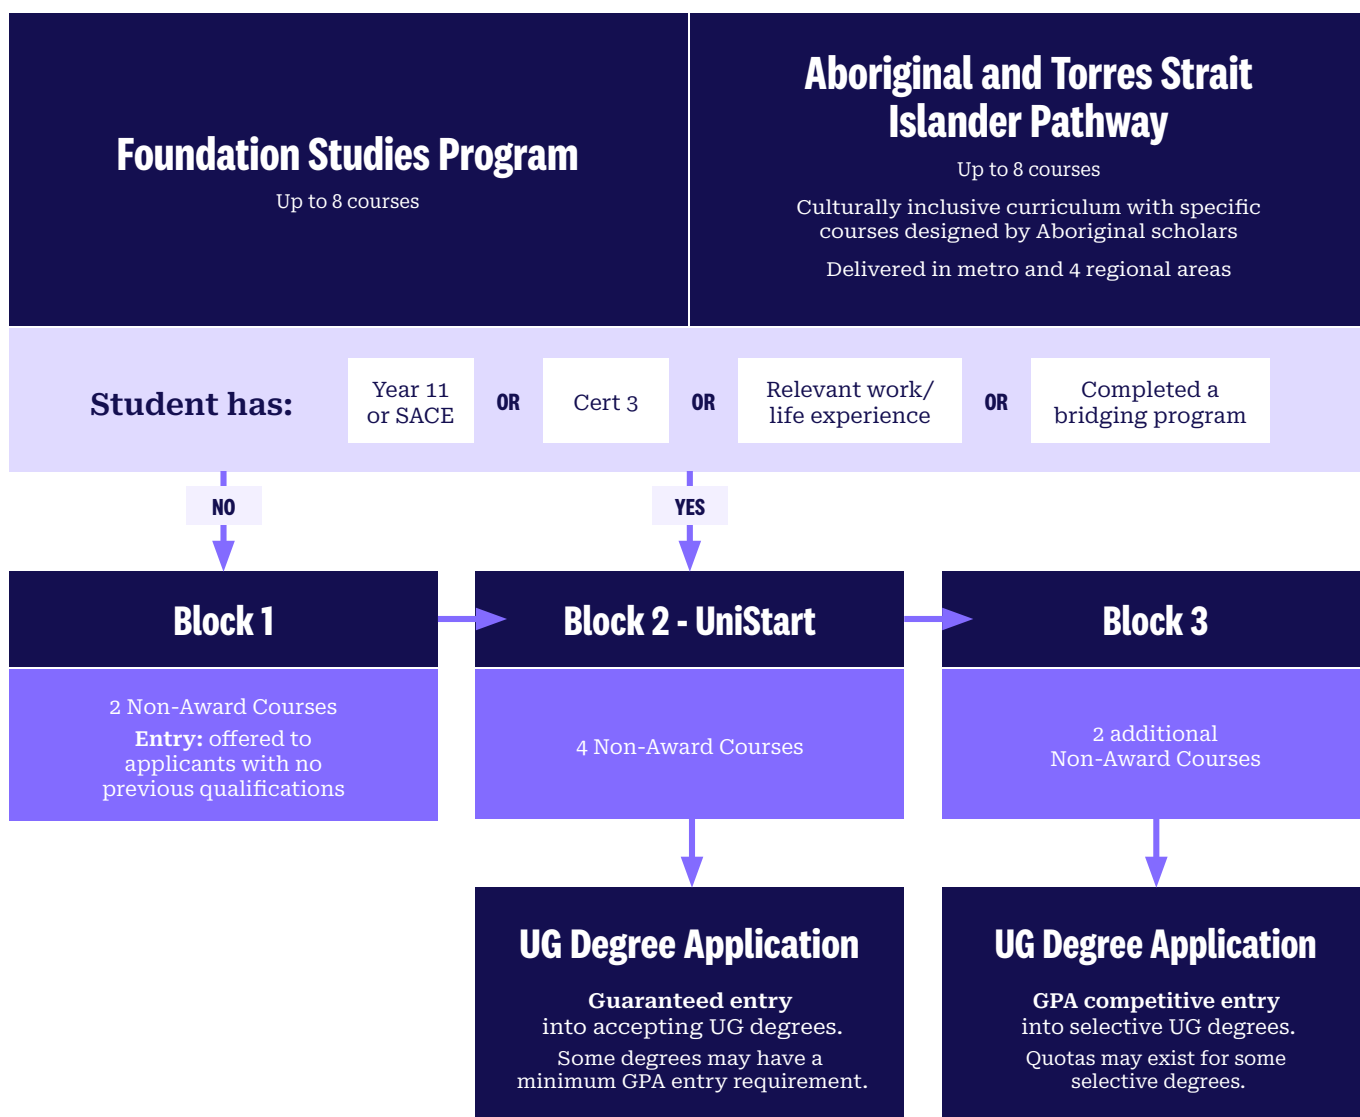 Foundation Studies Program
Up to 8 courses
Aboriginal and Torres Strait
Islander Pathway
Up to 8 courses
Culturally inclusive curriculum with specific
courses designed by Aboriginal scholars
Delivered in metro and 4 regional areas
Student has:
Year 11
or SACE
OR
Cert 3
OR
Relevant work/
life experience
OR
Completed a
bridging program
NO
YES
Block 1
2 Non-Award Courses
Entry: offered to
applicants with no
previous qualifications
Block 2 - UniStart
4 Non-Award Courses
Block 3
2 additional
Non-Award Courses
UG Degree Application
Guaranteed entry
into accepting UG degrees.
Some degrees may have a
minimum GPA entry requirement.
UG Degree Application
GPA competitive entry
into selective UG degrees.
Quotas may exist for some
selective degrees.